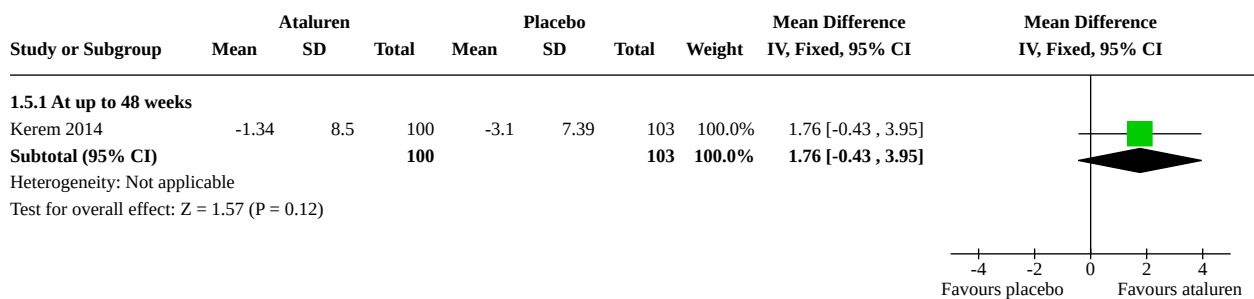 Ataluren Placebo Mean Difference Mean Difference
Study or Subgroup Mean SD Total Mean SD Total Weight IV, Fixed, 95% CI IV, Fixed, 95% CI
1.5.1 At up to 48 weeks
Kerem 2014 -1.34 8.5 100 -3.1 7.39 103 100.0% 1.76 [-0.43 , 3.95]
Subtotal (95% CI) 100 103 100.0% 1.76 [-0.43 , 3.95]
Heterogeneity: Not applicable
Test for overall effect: Z = 1.57 (P = 0.12)
-4 -2 0 2 4
Favours placebo Favours ataluren